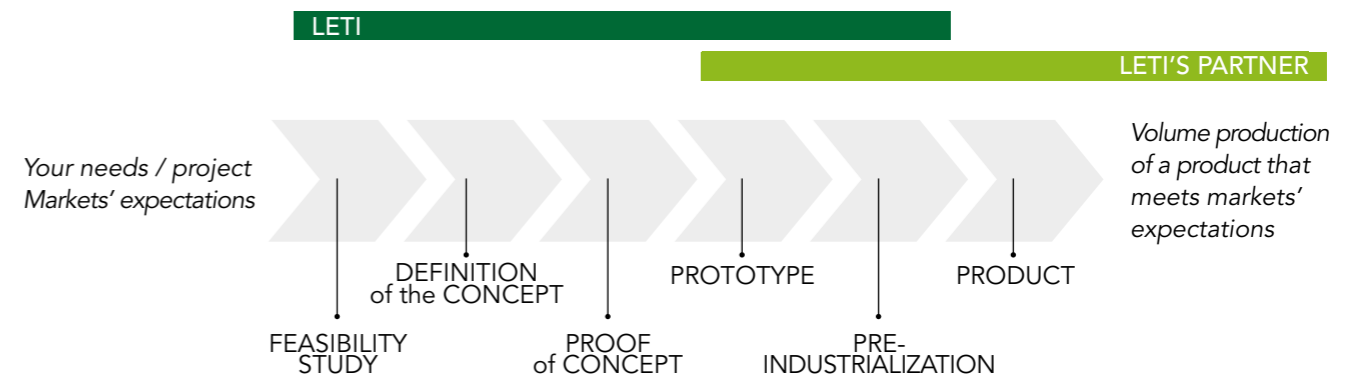 LETI
LETI'S PARTNER
Your needs / project
Markets' expectations
Volume production
of a product that
meets markets'
expectations
DEFINITION
of the CONCEPT
PROTOTYPE
PRODUCT
FEASIBILITY
STUDY
PROOF
of CONCEPT
PRE-
INDUSTRIALIZATION